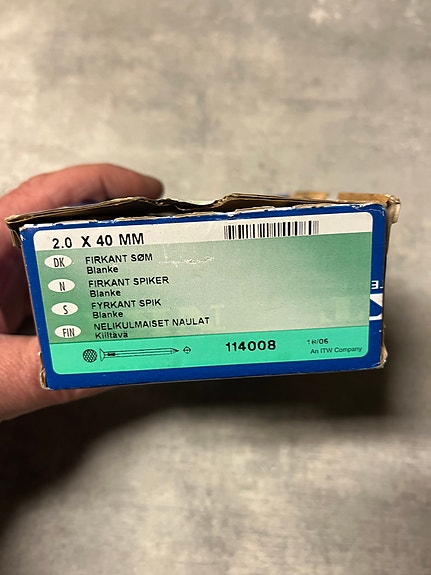 2.0 X 40 MM
DK FIRKANT SØM
Blanke
N FIRKANT SPIKER
Blanke
S FYRKANT SPIK
Blanke
FIN NELIKULMAISET NAULAT
Kiiltävä
114008
An ITW Company